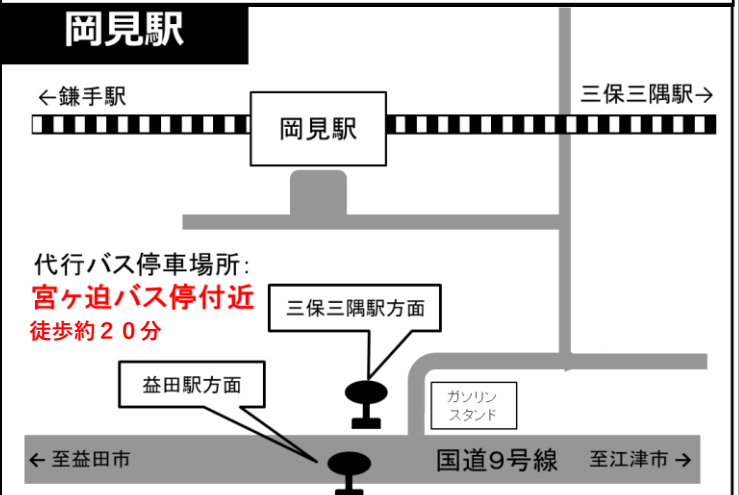 岡見駅
←鎌手駅
三保三隅駅→
岡見駅
代行バス停車場所:
宮ヶ迫バス停付近
徒歩約２０分
三保三隅駅方面
益田駅方面
ガソリン
スタンド
←至益田市
国道9号線
至江津市→